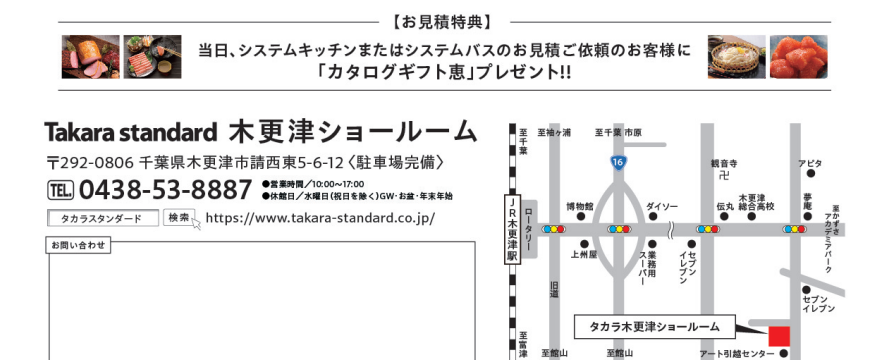 【お見積特典】
当日、システムキッチンまたはシステムバスのお見積ご依頼のお客様に
「カタログギフト恵」プレゼント!!
Takara standard 木更津ショールーム
〒292-0806 千葉県木更津市請西東5-6-12〈駐車場完備〉
TEL 0438-53-8887
●営業時間/10:00〜17:00
●休館日/水曜日(祝日を除く)GW・お盆・年末年始
タカラスタンダード 検索 https://www.takara-standard.co.jp/
お問い合わせ
至千葉
至袖ヶ浦
至千葉 市原
16
観音寺
卍
アピタ
JR木更津駅
ロータリー
博物館
ダイソー
伝丸
木更津
総合高校
夢庵
至かずさ
アカデミアパーク
上州屋
業務用
スーパー
セブン
イレブン
旧道
セブン
イレブン
タカラ木更津ショールーム
至富津
至館山
至館山
アート引越センター